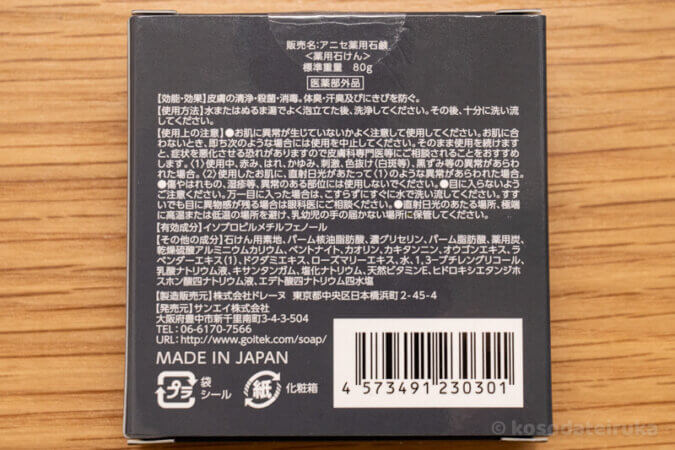 販売名:アニセ薬用石鹸
<薬用石けん>
標準重量 80g
医薬部外品
【効能・効果】皮膚の清浄・殺菌・消毒。体臭・汗臭及びにきびを防ぐ。
【使用方法】水またはぬるま湯でよく泡立てた後、洗浄してください。その後、十分に洗い流
してください。
【使用上の注意】●お肌に異常が生じていないかよく注意して使用してください。お肌に合
わないとき、即ち次のような場合には使用を中止してください。そのまま使用を続けますと
、症状を悪化させる恐れがありますので皮膚科専門医等にご相談されることをおすすめ
します。(1)使用中、赤み、はれ、かゆみ、刺激、色抜け(白斑等)、黒ずみ等の異常があらわ
れた場合。(2)使用したお肌に、直射日光があたって(1)のような異常があらわれた場合。
●傷やはれもの、湿疹等、異常のある部位には使用しないでください。●目に入らないよう
ご注意ください。万一目に入った場合は、こすらずにすぐに水で洗い流してください。すす
いでも目に異物感が残る場合は眼科医にご相談ください。●直射日光のあたる場所、極端
に高温または低温の場所を避け、乳幼児の手の届かない場所に保管してください。
【有効成分】イソプロピルメチルフェノール
【その他の成分】石けん用素地、パーム核油脂肪酸、濃グリセリン、パーム脂肪酸、薬用炭、
乾燥硫酸アルミニウムカリウム、ベントナイト、カオリン、カキタンニン、オウゴンエキス、ラ
ベンダーエキス(1)、ドクダミエキス、ローズマリーエキス、水、1,3-ブチレングリコール、
乳酸ナトリウム液、キサンタンガム、塩化ナトリウム、天然ビタミンE、ヒドロキシエタンジホ
スホン酸四ナトリウム液、エデト酸四ナトリウム四水塩
【製造販売元】株式会社ドレーヌ 東京都中央区日本橋浜町2-45-4
【発売元】サンエイ株式会社
大阪府豊中市新千里南町3-4-3-504
TEL:06-6170-7566
URL:http://www.goitek.com/soap/
MADE IN JAPAN
プラ 袋 シール 紙 化粧箱
4 573491 230301
© kosodateiruka